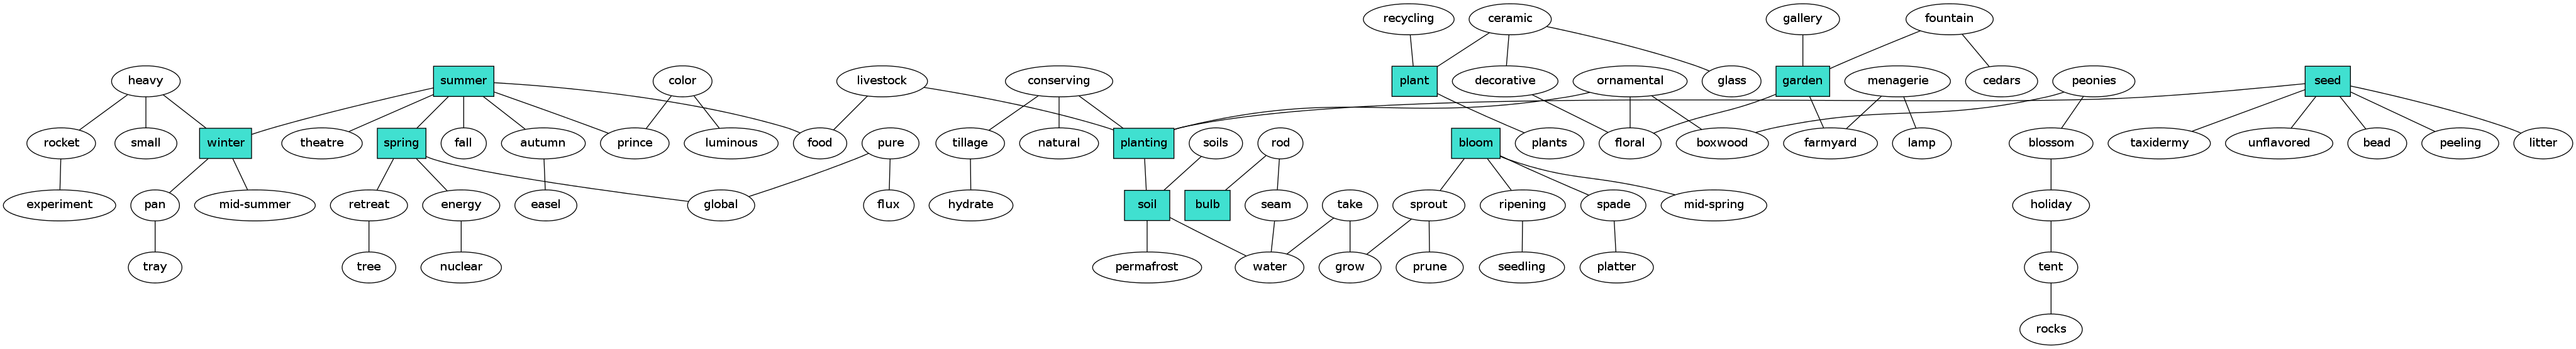 recycling
ceramic
gallery
fountain
heavy
summer
color
livestock
conserving
plant
decorative
ornamental
glass
garden
menagerie
cedars
peonies
seed
rocket
small
winter
theatre
spring
fall
autumn
prince
luminous
food
pure
tillage
natural
planting
soils
rod
bloom
plants
floral
boxwood
farmyard
lamp
blossom
taxidermy
unflavored
bead
peeling
litter
experiment
pan
mid-summer
retreat
energy
easel
global
flux
hydrate
soil
bulb
seam
take
sprout
ripening
spade
mid-spring
holiday
tray
tree
nuclear
permafrost
water
grow
prune
seedling
platter
tent
rocks